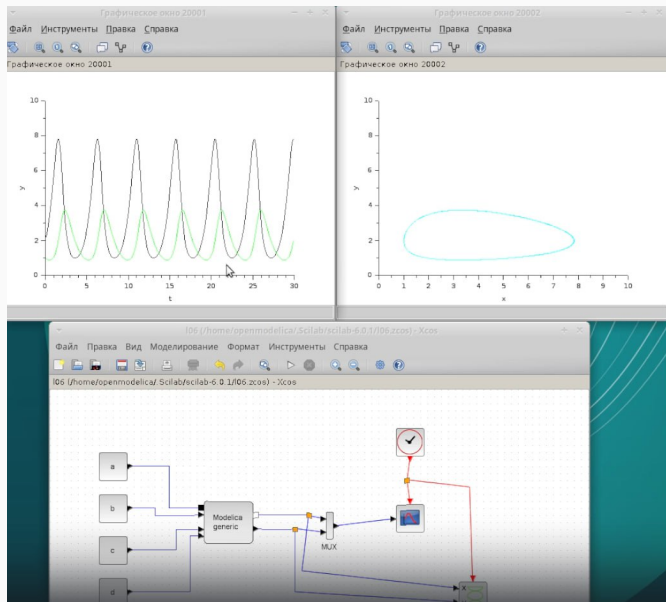 Графическое окно 20001
Файл Инструменты Правка Справка
Графическое окно 20001
10
8
6
4
2
0
y
0 5 10 15 20 25 30
t
Графическое окно 20002
Файл Инструменты Правка Справка
Графическое окно 20002
10
8
6
4
2
0
y
0 1 2 3 4 5 6 7 8 9 10
x
l06 (/home/openmodelica/.Scilab/scilab-6.0.1/l06.zcos) - Xcos
Файл Правка Вид Моделирование Формат Инструменты Справка
l06 (/home/openmodelica/.Scilab/scilab-6.0.1/l06.zcos) - Xcos
a
b
c
d
Modelica
generic
MUX
x